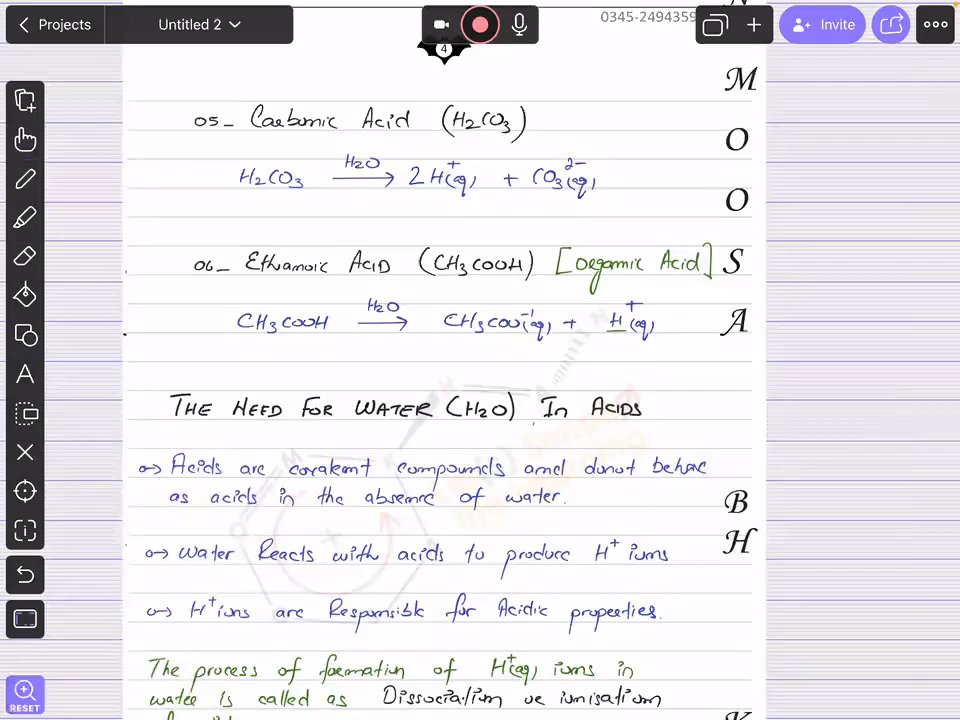 Projects
Untitled 2
0345-2494359
Invite
4
05- Carbonic Acid (H2CO3)
H2CO3 H2O→ 2H+(aq) + CO3 2-(aq)
06- Ethanoic Acid (CH3COOH) [Organic Acid]
CH3COOH H2O→ CH3COO-1(aq) + H+(aq)
THE NEED FOR WATER (H2O) In ACIDS
Acids are covalent compounds and donot behave
as acids in the absence of water.
Water Reacts with acids to produce H+ ions
H+ ions are Responsible for Acidic properties.
The process of formation of H+(aq) ions in
water is called as Dissociation or ionisation
M
O
O
S
A
B
H
RESET